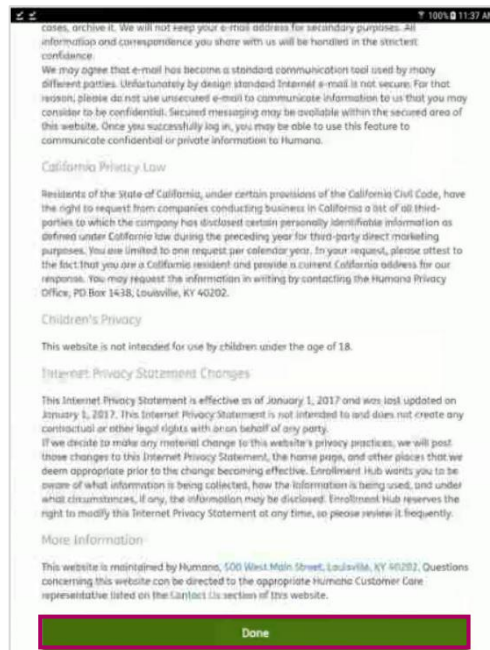 100% 11:37 AM
cases, archive it. We will not keep your e-mail address for secondary purposes. All
information and correspondence you share with us will be handled in the strictest
confidence.
We may agree that e-mail has become a standard communication tool used by many
different parties. Unfortunately by design standard Internet e-mail is not secure. For that
reason, please do not use unsecured e-mail to communicate information to us that you may
consider to be confidential. Secured messaging may be available within the secured area of
this website. Once you successfully log in, you may be able to use this feature to
communicate confidential or private information to Humana.
California Privacy Law
Residents of the State of California, under certain provisions of the California Civil Code, have
the right to request from companies conducting business in California a list of all third-
parties to which the company has disclosed certain personally identifiable information as
defined under California law during the preceding year for third-party direct marketing
purposes. You are limited to one request per calendar year. In your request, please attest to
the fact that you are a California resident and provide a current California address for our
response. You may request the information in writing by contacting the Humana Privacy
Office, PO Box 1438, Louisville, KY 40202.
Children's Privacy
This website is not intended for use by children under the age of 18.
Internet Privacy Statement Changes
This Internet Privacy Statement is effective as of January 1, 2017 and was last updated on
January 1, 2017. This Internet Privacy Statement is not intended to and does not create any
contractual or other legal rights with or on behalf of any party.
If we decide to make any material change to this website's privacy practices, we will post
those changes to this Internet Privacy Statement, the home page, and other places that we
deem appropriate prior to the change becoming effective. Enrollment Hub wants you to be
aware of what information is being collected, how the information is being used, and under
what circumstances, if any, the information may be disclosed. Enrollment Hub reserves the
right to modify this Internet Privacy Statement at any time, so please review it frequently.
More Information
This website is maintained by Humana, 500 West Main Street, Louisville, KY 40202. Questions
concerning this website can be directed to the appropriate Humana Customer Care
representative listed on the Contact Us section of this website.
Done